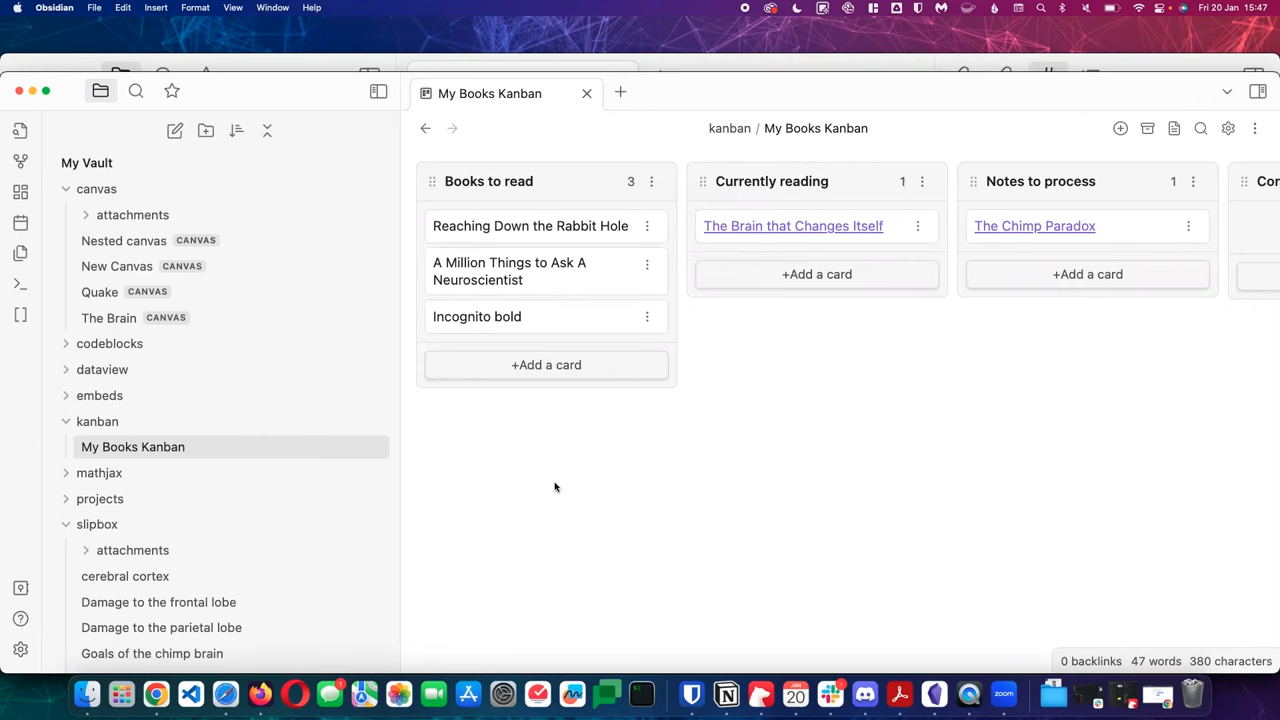 Obsidian File Edit Insert Format View Window Help Fri 20 Jan 15:47
My Books Kanban
kanban / My Books Kanban
My Vault
canvas
attachments
Nested canvas CANVAS
New Canvas CANVAS
Quake CANVAS
The Brain CANVAS
codeblocks
dataview
embeds
kanban
My Books Kanban
mathjax
projects
slipbox
attachments
cerebral cortex
Damage to the frontal lobe
Damage to the parietal lobe
Goals of the chimp brain
Books to read 3
Reaching Down the Rabbit Hole
A Million Things to Ask A
Neuroscientist
Incognito bold
+Add a card
Currently reading 1
The Brain that Changes Itself
+Add a card
Notes to process 1
The Chimp Paradox
+Add a card
Con
0 backlinks 47 words 380 characters
1
JAN
20
zoom